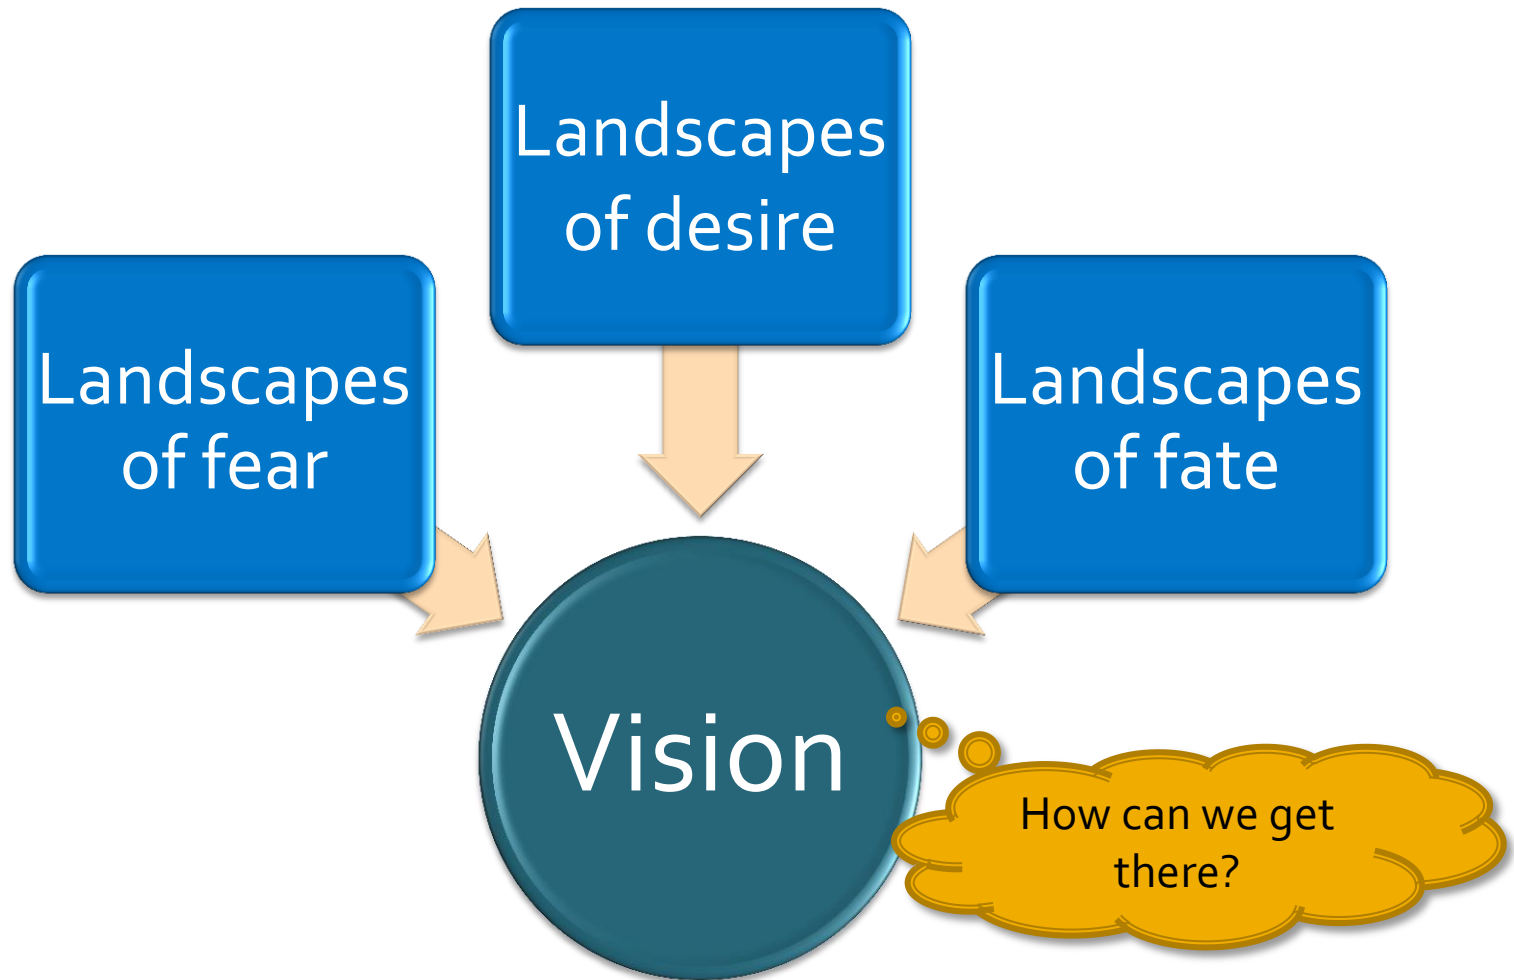 Landscapes
of desire
Landscapes
of fear
Landscapes
of fate
Vision
How can we get
there?